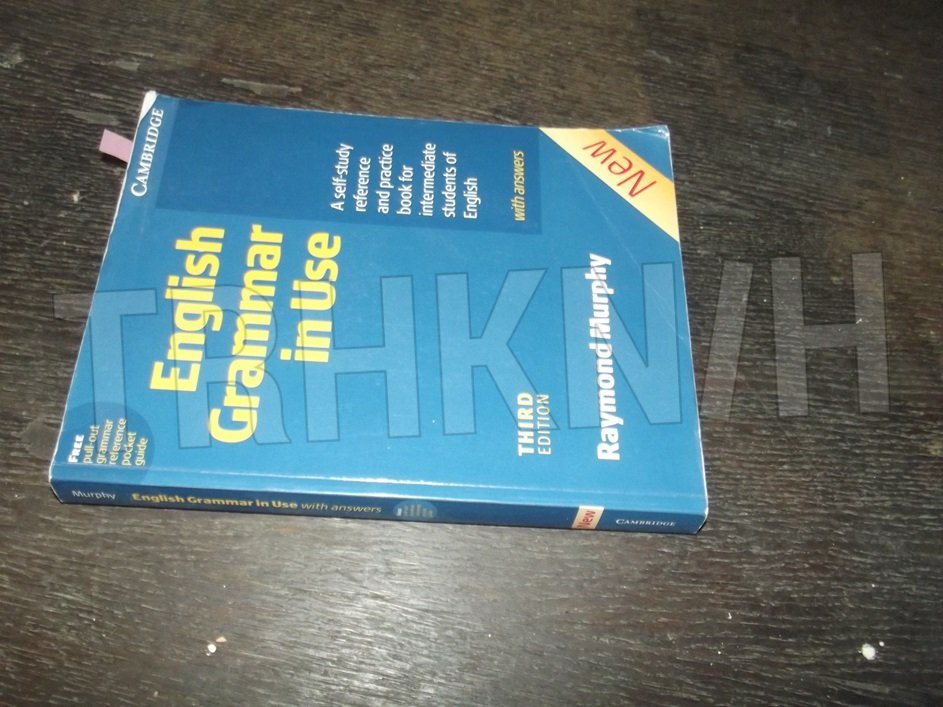 CAMBRIDGE
English
Grammar
in Use
A self-study
reference
and practice
book for
intermediate
students of
English
with answers
New
FREE
pull-out
grammar
reference
pocket
guide
THIRD
EDITION
Raymond Murphy
Murphy English Grammar in Use with answers New CAMBRIDGE
TRHKN/H